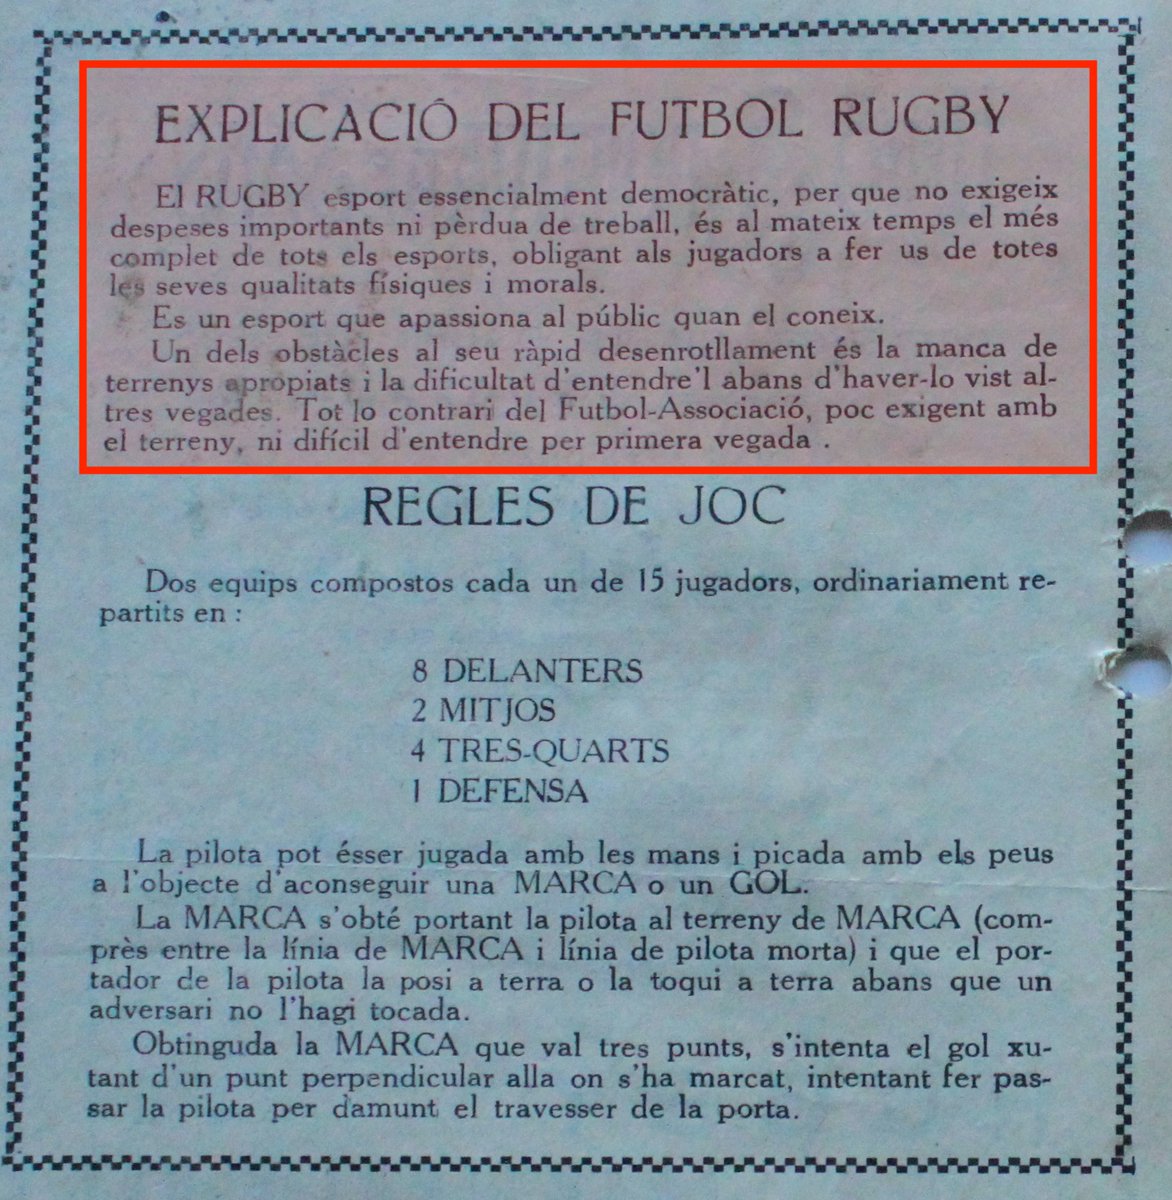 EXPLICACIÓ DEL FUTBOL RUGBY
El RUGBY esport essencialment democràtic, per que no exigeix
despeses importants ni pèrdua de treball, és al mateix temps el més
complet de tots els esports, obligant als jugadors a fer us de totes
les seves qualitats físiques i morals.
Es un esport que apassiona al públic quan el coneix.
Un dels obstàcles al seu ràpid desenrotllament és la manca de
terrenys apropiats i la dificultat d'entendre'l abans d'haver-lo vist al-
tres vegades. Tot lo contrari del Futbol-Associació, poc exigent amb
el terreny, ni difícil d'entendre per primera vegada .
REGLES DE JOC
Dos equips compostos cada un de 15 jugadors, ordinariament re-
partits en :
8 DELANTERS
2 MITJOS
4 TRES-QUARTS
1 DEFENSA
La pilota pot ésser jugada amb les mans i picada amb els peus
a l'objecte d'aconseguir una MARCA o un GOL.
La MARCA s'obté portant la pilota al terreny de MARCA (com-
près entre la línia de MARCA i línia de pilota morta) i que el por-
tador de la pilota la posi a terra o la toqui a terra abans que un
adversari no l'hagi tocada.
Obtinguda la MARCA que val tres punts, s'intenta el gol xu-
tant d'un punt perpendicular alla on s'ha marcat, intentant fer pas-
sar la pilota per damunt el travesser de la porta.